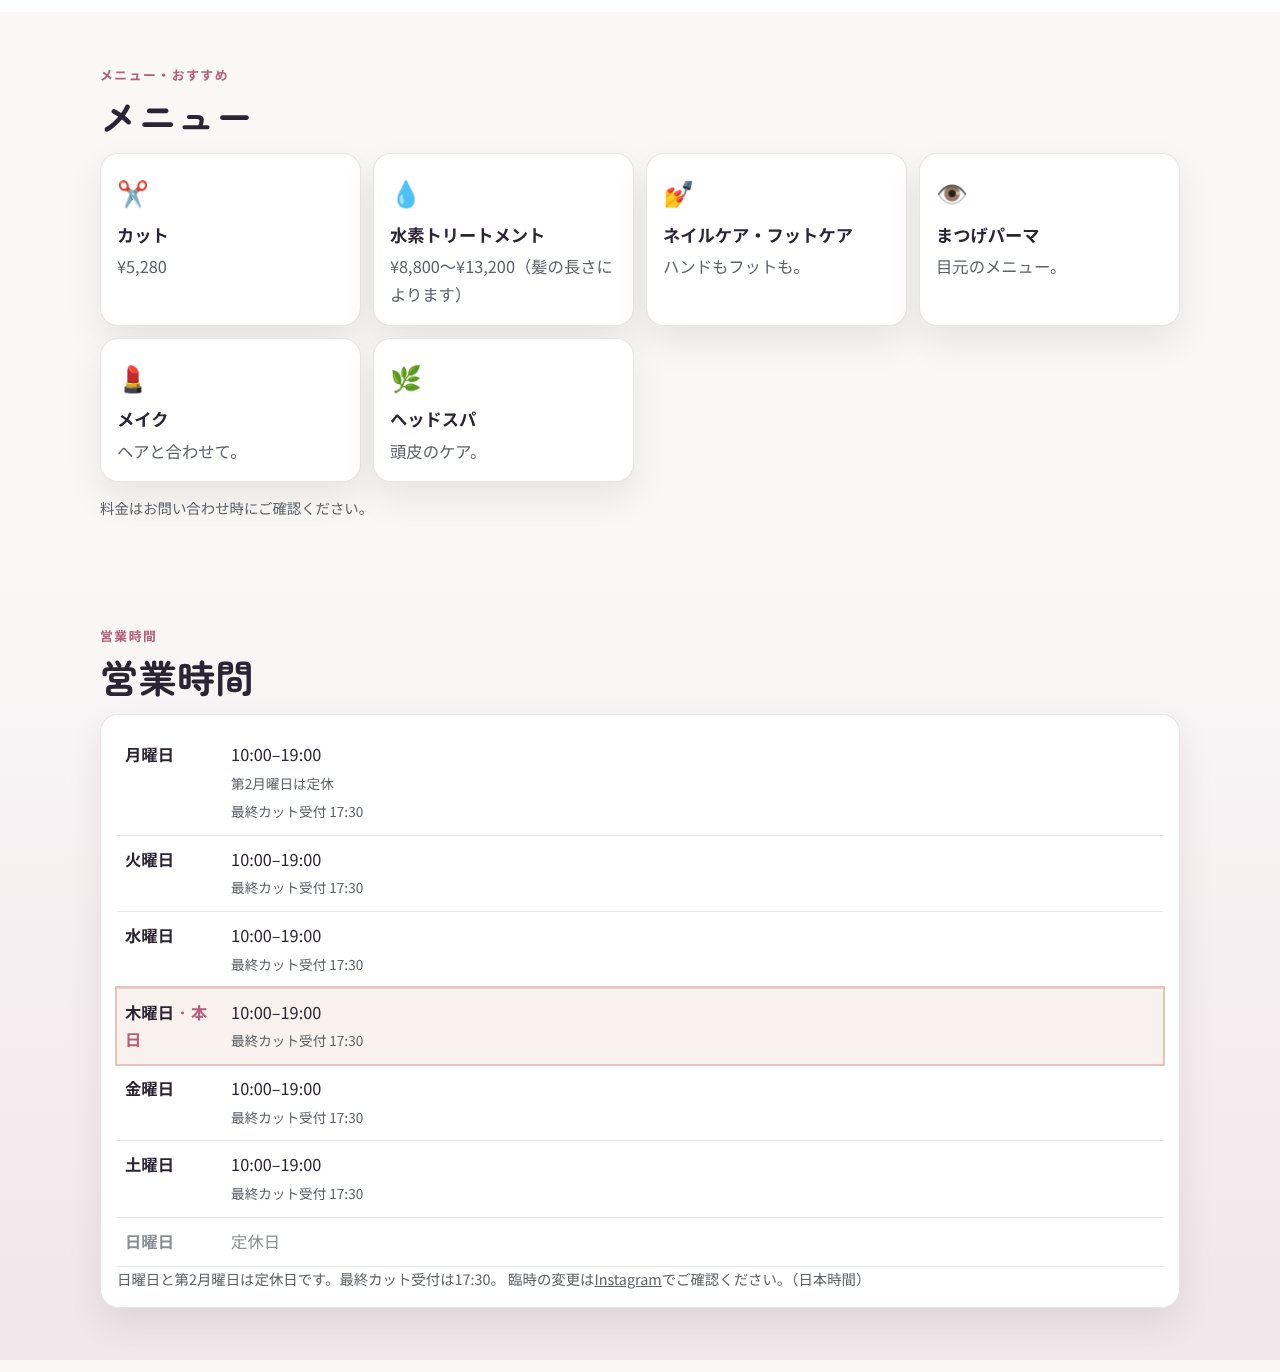 メニュー・おすすめ
メニュー
カット
¥5,280
水素トリートメント
¥8,800〜¥13,200（髪の長さに
よります）
ネイルケア・フットケア
ハンドもフットも。
まつげパーマ
目元のメニュー。
メイク
ヘアと合わせて。
ヘッドスパ
頭皮のケア。
料金はお問い合わせ時にご確認ください。
営業時間
営業時間
月曜日 10:00–19:00
第2月曜日は定休
最終カット受付 17:30
火曜日 10:00–19:00
最終カット受付 17:30
水曜日 10:00–19:00
最終カット受付 17:30
木曜日・本 10:00–19:00
日 最終カット受付 17:30
金曜日 10:00–19:00
最終カット受付 17:30
土曜日 10:00–19:00
最終カット受付 17:30
日曜日 定休日
日曜日と第2月曜日は定休日です。最終カット受付は17:30。 臨時の変更はInstagramでご確認ください。（日本時間）